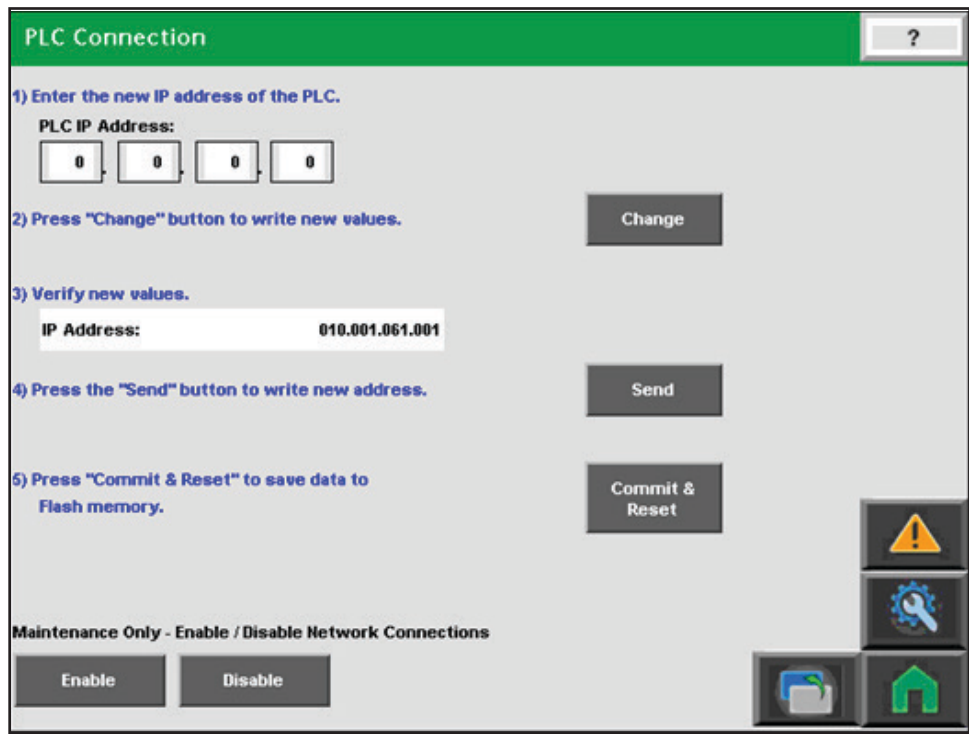 PLC Connection
?
1) Enter the new IP address of the PLC.
PLC IP Address:
0 . 0 . 0 . 0
2) Press "Change" button to write new values.
Change
3) Verify new values.
IP Address: 010.001.061.001
4) Press the "Send" button to write new address.
Send
5) Press "Commit & Reset" to save data to
Flash memory.
Commit &
Reset
Maintenance Only - Enable / Disable Network Connections
Enable
Disable